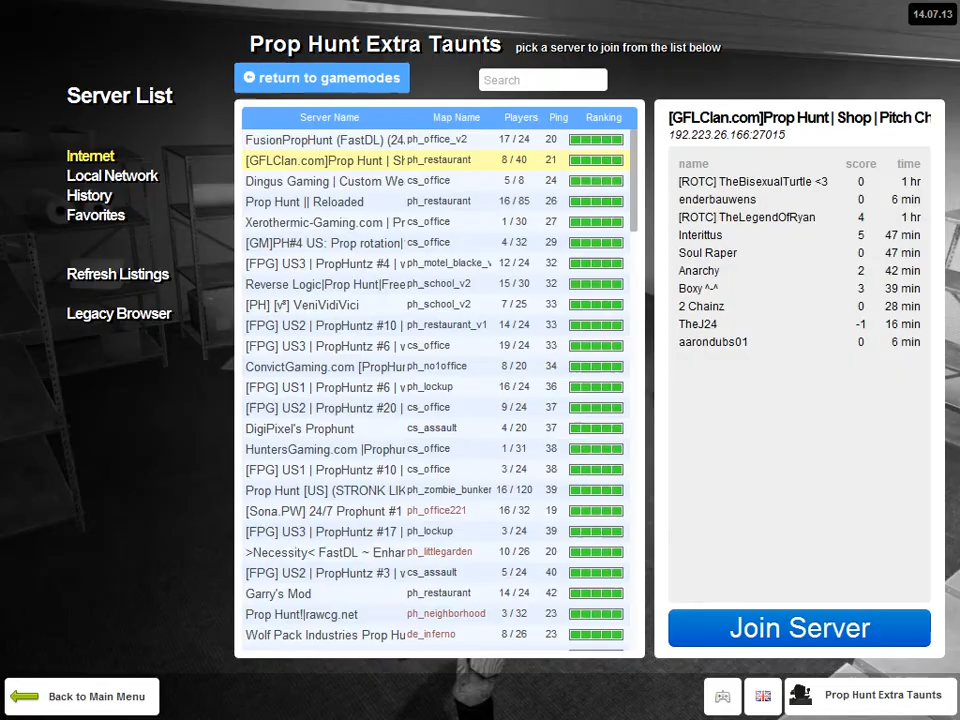 14.07.13
Prop Hunt Extra Taunts pick a server to join from the list below
return to gamemodes
Search
Server List
Internet
Local Network
History
Favorites
Refresh Listings
Legacy Browser
Server Name Map Name Players Ping Ranking
FusionPropHunt (FastDL) (24. ph_office_v2 17 / 24 20
[GFLClan.com]Prop Hunt | Sh ph_restaurant 8 / 40 21
Dingus Gaming | Custom We cs_office 5 / 8 24
Prop Hunt || Reloaded ph_restaurant 16 / 85 26
Xerothermic-Gaming.com | Pr cs_office 1 / 30 27
[GM]PH#4 US: Prop rotation| cs_office 4 / 32 29
[FPG] US3 | PropHuntz #4 | v ph_motel_blacke_v 12 / 24 32
Reverse Logic|Prop Hunt|Free ph_school_v2 15 / 30 32
[PH] [vᵃ] VeniVidiVici ph_school_v2 7 / 25 33
[FPG] US2 | PropHuntz #10 | ph_restaurant_v1 14 / 24 33
[FPG] US3 | PropHuntz #6 | v cs_office 19 / 24 33
ConvictGaming.com [PropHur ph_no1office 8 / 20 34
[FPG] US1 | PropHuntz #6 | v ph_lockup 16 / 24 36
[FPG] US2 | PropHuntz #20 | cs_office 9 / 24 37
DigiPixel's Prophunt cs_assault 4 / 20 37
HuntersGaming.com |Prophur cs_office 1 / 31 38
[FPG] US1 | PropHuntz #10 | cs_office 3 / 24 38
Prop Hunt [US] (STRONK LIK ph_zombie_bunker 16 / 120 39
[Sona.PW] 24/7 Prophunt #1 ph_office221 16 / 32 19
[FPG] US3 | PropHuntz #17 | ph_lockup 3 / 24 39
>Necessity< FastDL ~ Enhar ph_littlegarden 10 / 26 20
[FPG] US2 | PropHuntz #3 | v cs_assault 5 / 24 40
Garry's Mod ph_restaurant 14 / 24 42
Prop Hunt!|rawcg.net ph_neighborhood 3 / 32 23
Wolf Pack Industries Prop Hu de_inferno 8 / 26 23
[GFLClan.com]Prop Hunt | Shop | Pitch Ch
192.223.26.166:27015
name score time
[ROTC] TheBisexualTurtle <3 0 1 hr
enderbauwens 0 6 min
[ROTC] TheLegendOfRyan 4 1 hr
Interittus 5 47 min
Soul Raper 0 47 min
Anarchy 2 42 min
Boxy ^-^ 3 39 min
2 Chainz 0 28 min
TheJ24 -1 16 min
aarondubs01 0 6 min
Join Server
Back to Main Menu
Prop Hunt Extra Taunts